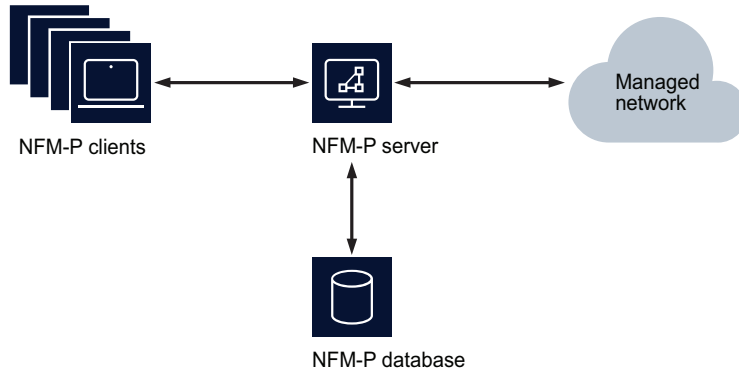 Managed
network
NFM-P clients
NFM-P server
NFM-P database